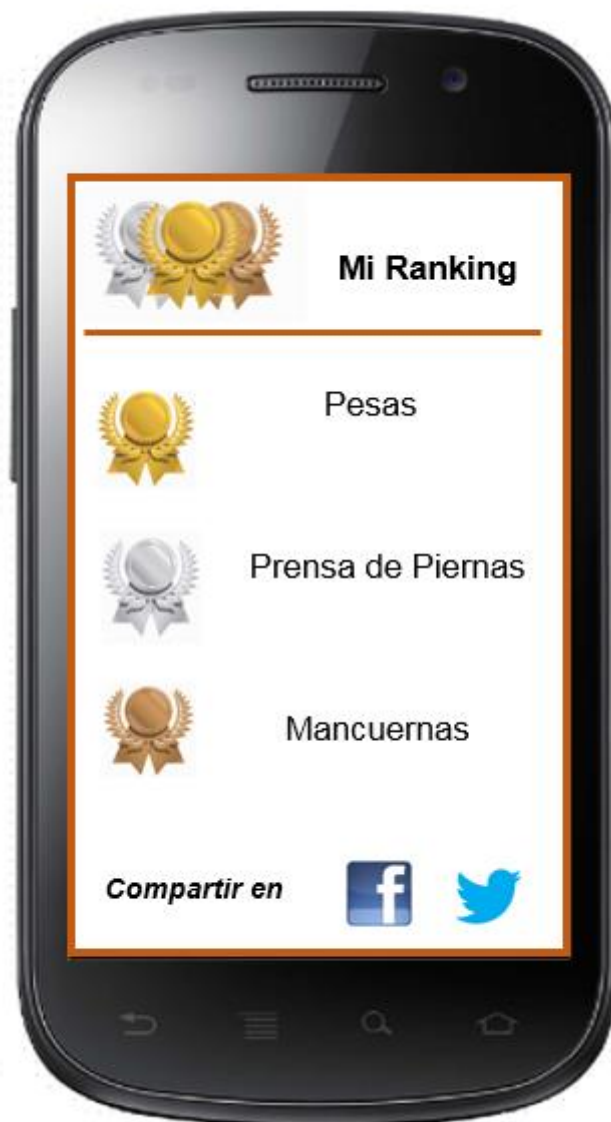 Mi Ranking
Pesas
Prensa de Piernas
Mancuernas
Compartir en
f